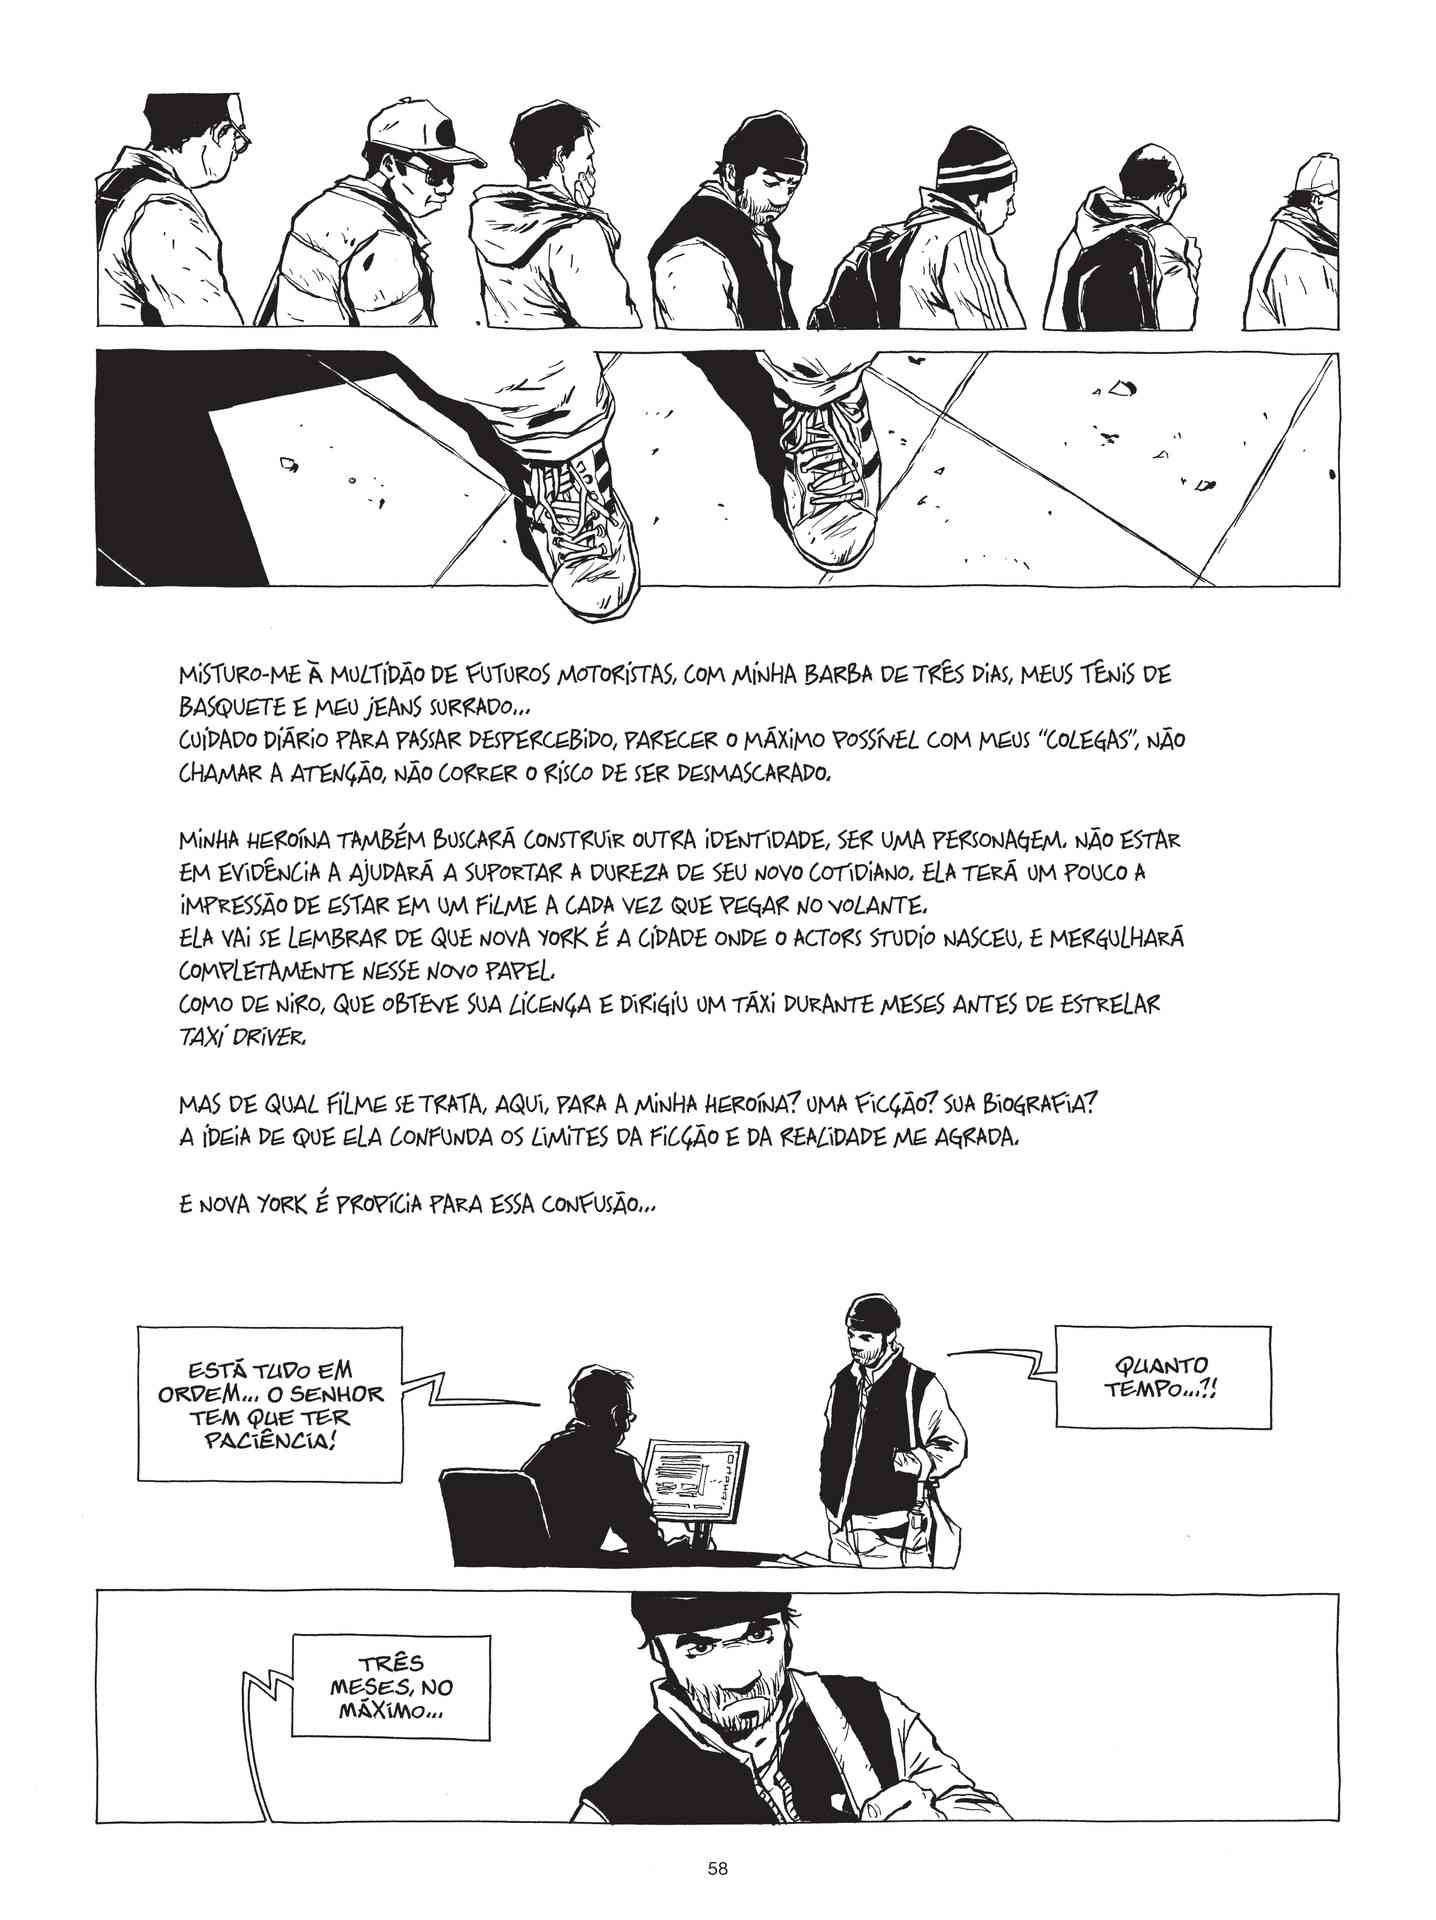 MISTURO-ME À MULTIDÃO DE FUTUROS MOTORISTAS, COM MINHA BARBA DE TRÊS DIAS, MEUS TÊNIS DE
BASQUETE E MEU JEANS SURRADO...
CUIDADO DIÁRIO PARA PASSAR DESPERCEBIDO, PARECER O MÁXIMO POSSÍVEL COM MEUS “COLEGAS”, NÃO
CHAMAR A ATENÇÃO, NÃO CORRER O RISCO DE SER DESMASCARADO.
MINHA HEROÍNA TAMBÉM BUSCARÁ CONSTRUIR OUTRA IDENTIDADE, SER UMA PERSONAGEM. NÃO ESTAR
EM EVIDÊNCIA A AJUDARÁ A SUPORTAR A DUREZA DE SEU NOVO COTIDIANO. ELA TERÁ UM POUCO A
IMPRESSÃO DE ESTAR EM UM FILME A CADA VEZ QUE PEGAR NO VOLANTE.
ELA VAI SE LEMBRAR DE QUE NOVA YORK É A CIDADE ONDE O ACTORS STUDIO NASCEU, E MERGULHARÁ
COMPLETAMENTE NESSE NOVO PAPEL.
COMO DE NIRO, QUE OBTEVE SUA LICENÇA E DIRIGIU UM TÁXI DURANTE MESES ANTES DE ESTRELAR
TAXI DRIVER.
MAS DE QUAL FILME SE TRATA, AQUI, PARA A MINHA HEROÍNA? UMA FICÇÃO? SUA BIOGRAFIA?
A IDEIA DE QUE ELA CONFUNDA OS LIMITES DA FICÇÃO E DA REALIDADE ME AGRADA.
E NOVA YORK É PROPÍCIA PARA ESSA CONFUSÃO...
ESTÁ TUDO EM
ORDEM... O SENHOR
TEM QUE TER
PACIÊNCIA!
QUANTO
TEMPO...?!
TRÊS
MESES, NO
MÁXIMO...
58